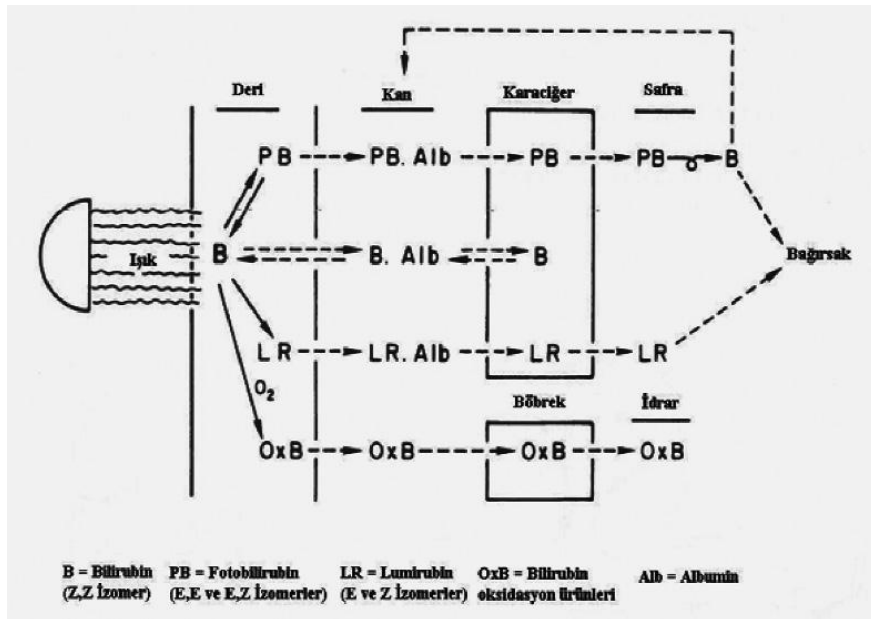 Deri Kan Karaciğer Safra
PB PB. Alb PB PB B
Işık B B. Alb B Bağırsak
LR LR. Alb LR LR
O2
Böbrek İdrar
OxB OxB OxB OxB
B = Bilirubin PB = Fotobilirubin LR = Lumirubin OxB = Bilirubin Alb = Albumin
(Z,Z İzomer) (E,E ve E,Z İzomerler) (E ve Z İzomerler) oksidasyon ürünleri